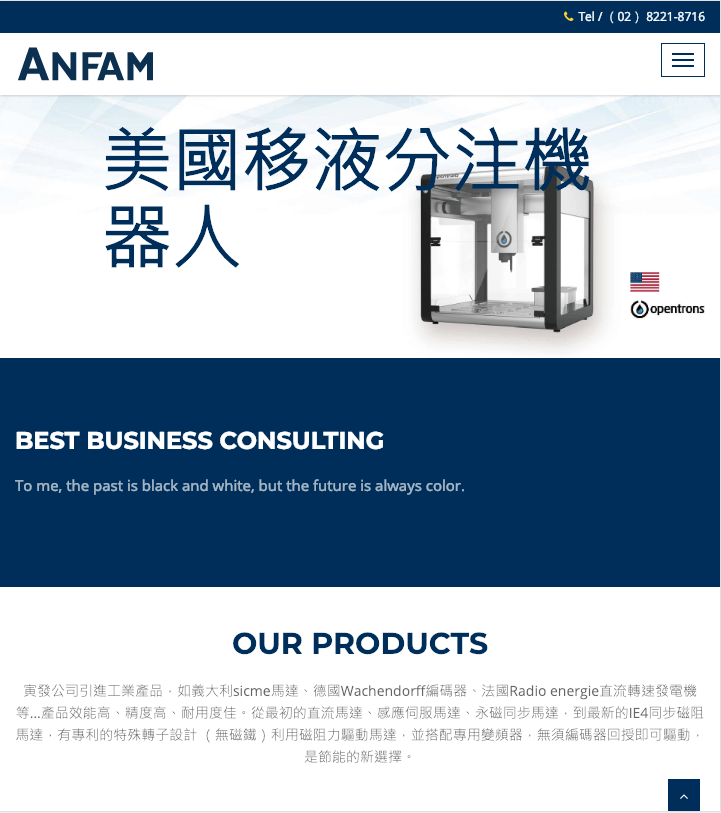 Tel / （02）8221-8716
ANFAM
美國移液分注機
器人
opentrons
opentrons
BEST BUSINESS CONSULTING
To me, the past is black and white, but the future is always color.
OUR PRODUCTS
寅發公司引進工業產品，如義大利sicme馬達、德國Wachendorff編碼器、法國Radio energie直流轉速發電機
等...產品效能高、精度高、耐用度佳。從最初的直流馬達、感應伺服馬達、永磁同步馬達，到最新的IE4同步磁阻
馬達，有專利的特殊轉子設計 （無磁鐵）利用磁阻力驅動馬達，並搭配專用變頻器，無須編碼器回授即可驅動，
是節能的新選擇。